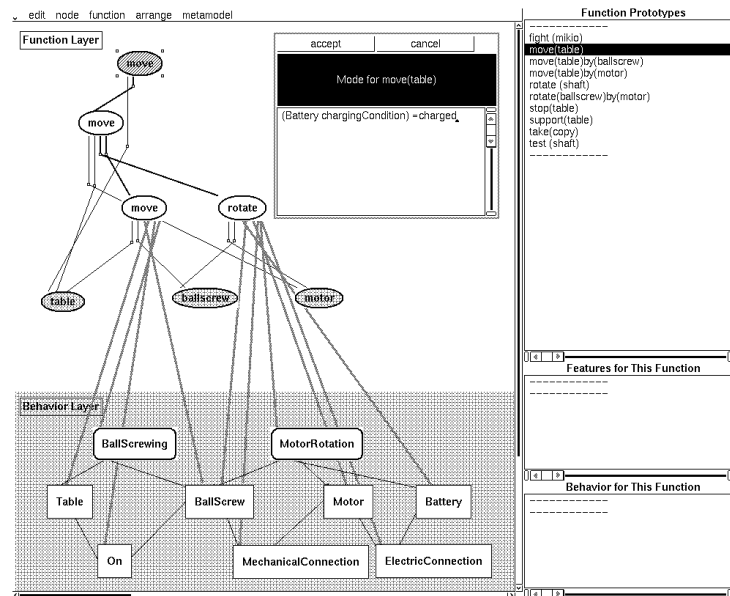 edit node function arrange metamodel
Function Layer
move
move
move
rotate
table
ballscrew
motor
accept cancel
Mode for move(table)
(Battery chargingCondition) =charged
Behavior Layer
BallScrewing
MotorRotation
Table
BallScrew
Motor
Battery
On
MechanicalConnection
ElectricConnection
Function Prototypes
------------
fight (mikio)
move(table)
move(table)by(ballscrew)
move(table)by(motor)
rotate (shaft)
rotate(ballscrew)by(motor)
stop(table)
support(table)
take(copy)
test (shaft)
------------
Features for This Function
------------
------------
Behavior for This Function
------------
------------